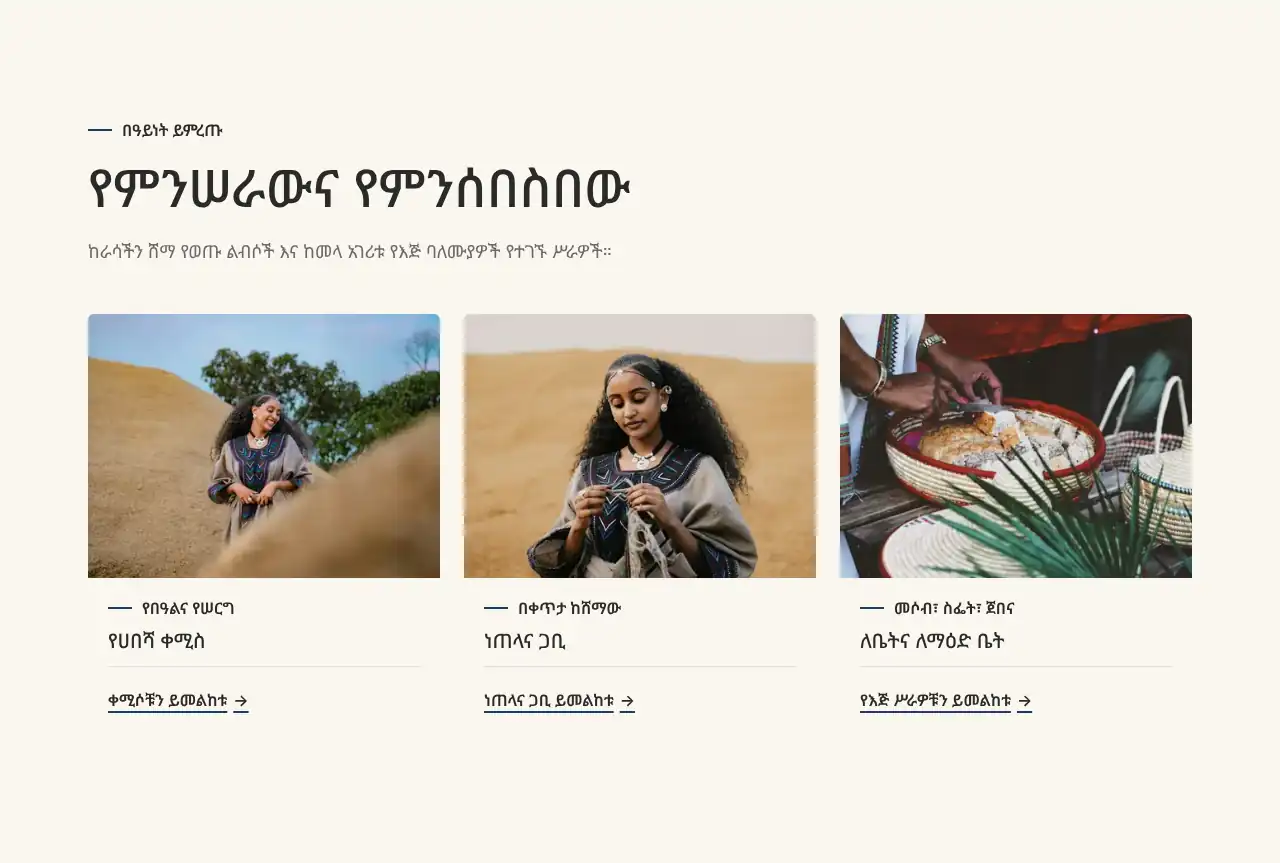 በዓይነት ይምረጡ
የምንሠራውና የምንሰበስበው
ከራሳችን ሸማ የወጡ ልብሶች እና ከመላ አገሪቱ የእጅ ባለሙያዎች የተገኙ ሥራዎች።
የበዓልና የሠርግ
የሀበሻ ቀሚስ
ቀሚሶቹን ይመልከቱ →
በቀጥታ ከሸማው
ነጠላና ጋቢ
ነጠላና ጋቢ ይመልከቱ →
መሶብ፣ ስፌት፣ ጀበና
ለቤትና ለማዕድ ቤት
የእጅ ሥራዎቹን ይመልከቱ →